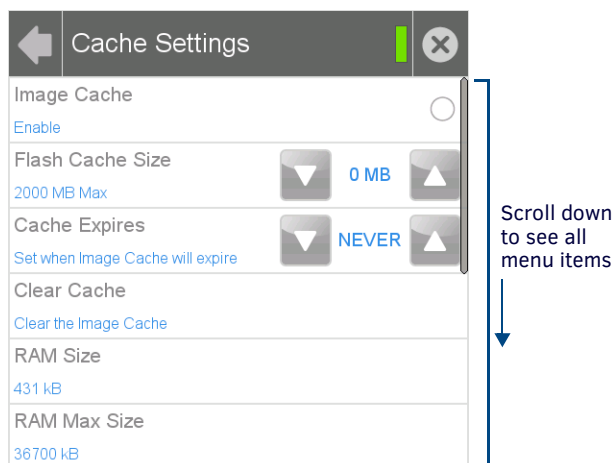 Cache Settings
Image Cache
Enable
Flash Cache Size
2000 MB Max
0 MB
Cache Expires
Set when Image Cache will expire
NEVER
Clear Cache
Clear the Image Cache
RAM Size
431 kB
RAM Max Size
36700 kB
Scroll down
to see all
menu items